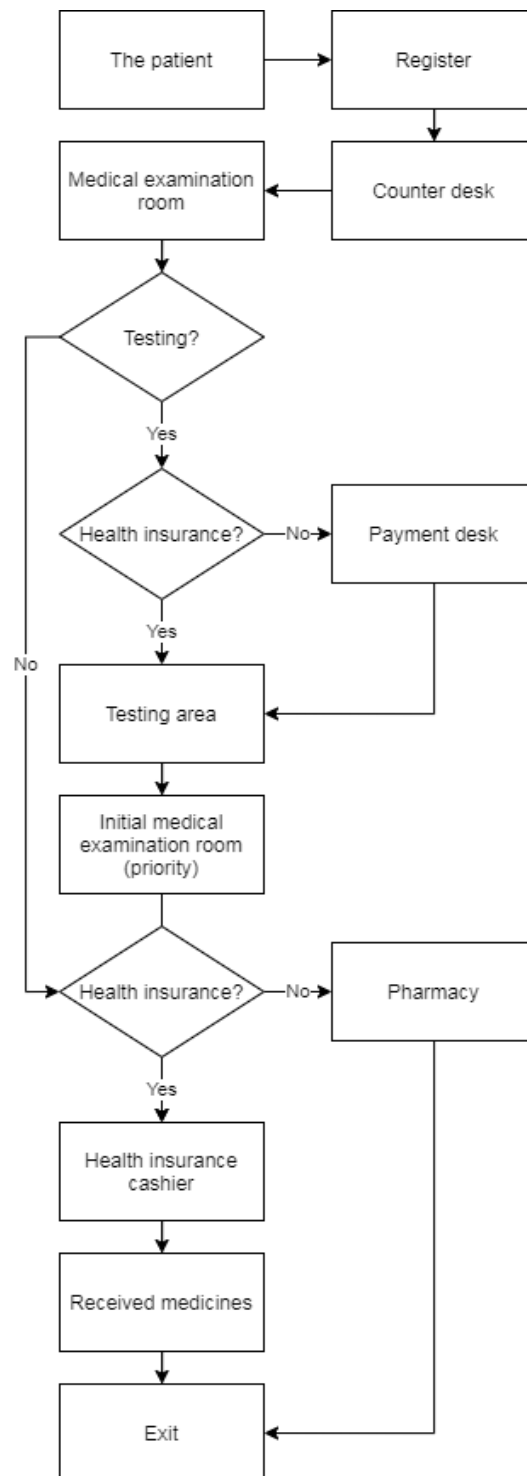 The patient
Register
Medical examination
room
Counter desk
Testing?
Yes
Health insurance?
No
Payment desk
Yes
No
Testing area
Initial medical
examination room
(priority)
Health insurance?
No
Pharmacy
Yes
Health insurance
cashier
Received medicines
Exit